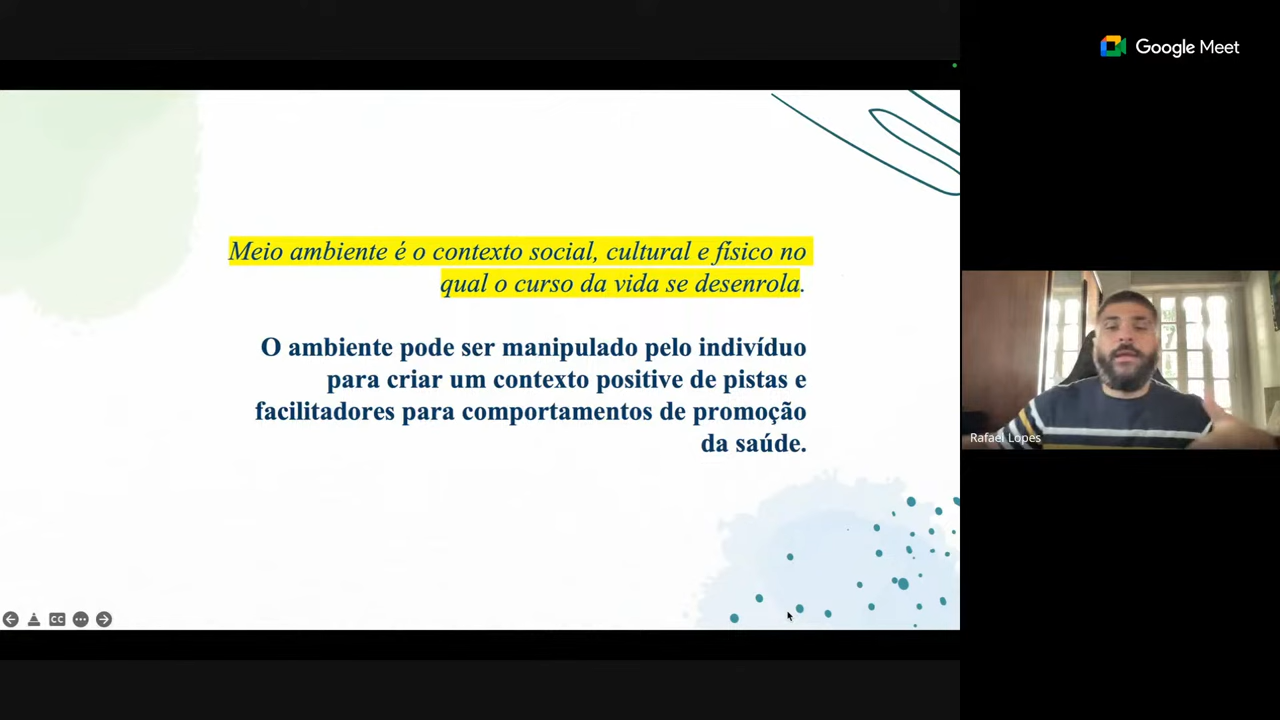 Google Meet
Meio ambiente é o contexto social, cultural e físico no
qual o curso da vida se desenrola.
O ambiente pode ser manipulado pelo indivíduo
para criar um contexto positive de pistas e
facilitadores para comportamentos de promoção
da saúde.
Rafael Lopes
CC